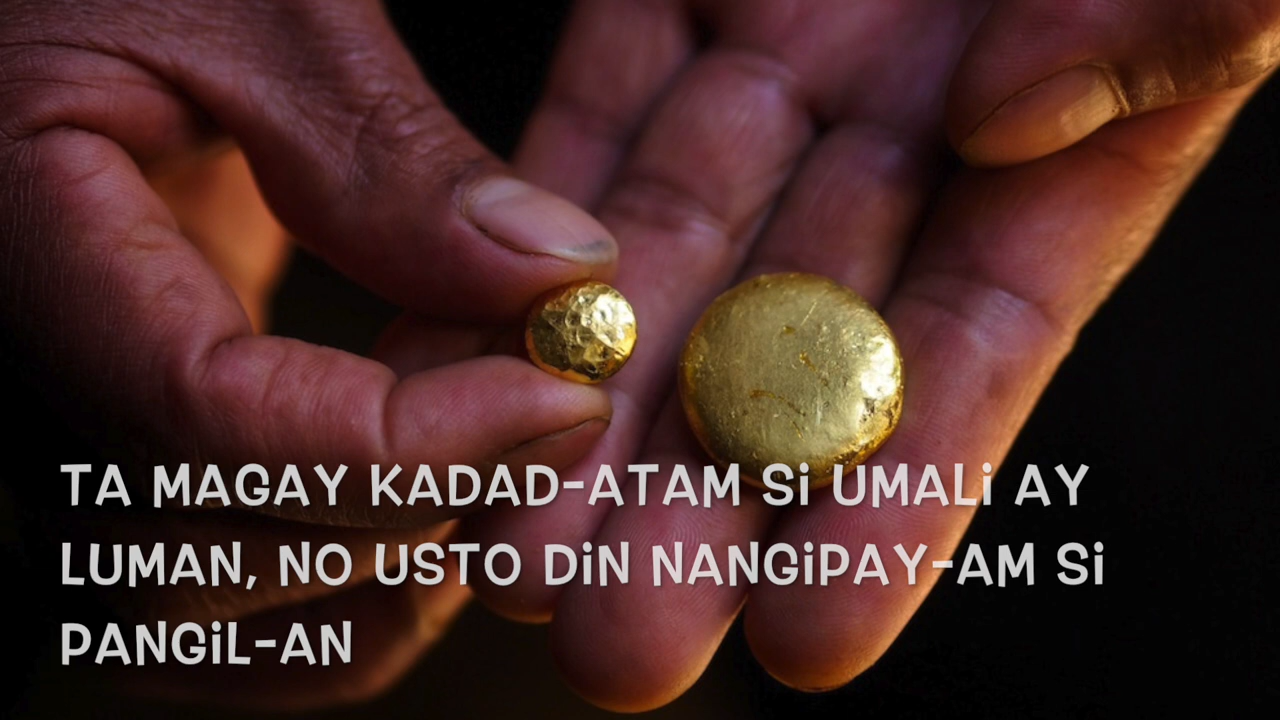 TA MAGAY KADAD-ATAM SI UMALI AY
LUMAN, NO USTO DIN NANGIPAY-AM SI
PANGIL-AN